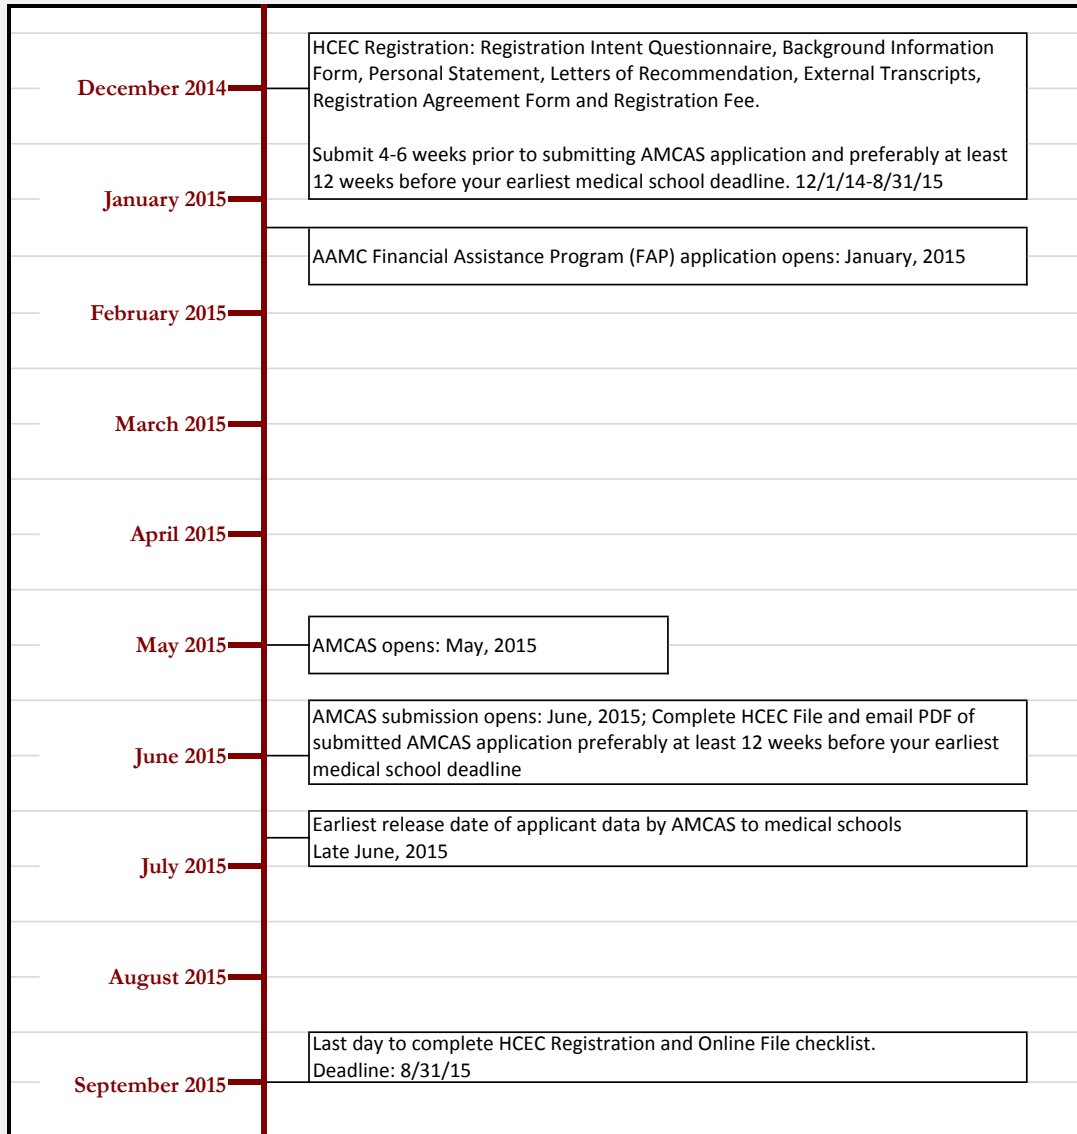 HCEC Registration: Registration Intent Questionnaire, Background Information
Form, Personal Statement, Letters of Recommendation, External Transcripts,
Registration Agreement Form and Registration Fee.
Submit 4-6 weeks prior to submitting AMCAS application and preferably at least
12 weeks before your earliest medical school deadline. 12/1/14-8/31/15
December 2014
January 2015
AAMC Financial Assistance Program (FAP) application opens: January, 2015
February 2015
March 2015
April 2015
May 2015
AMCAS opens: May, 2015
AMCAS submission opens: June, 2015; Complete HCEC File and email PDF of
submitted AMCAS application preferably at least 12 weeks before your earliest
medical school deadline
June 2015
Earliest release date of applicant data by AMCAS to medical schools
Late June, 2015
July 2015
August 2015
Last day to complete HCEC Registration and Online File checklist.
Deadline: 8/31/15
September 2015